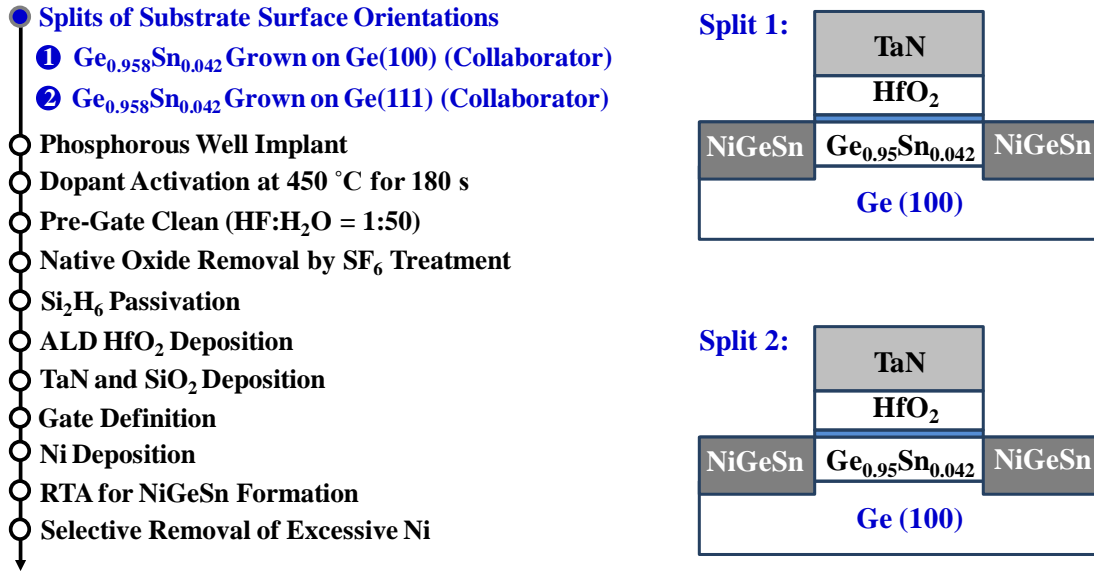 Splits of Substrate Surface Orientations
❶ Ge0.958Sn0.042 Grown on Ge(100) (Collaborator)
❷ Ge0.958Sn0.042 Grown on Ge(111) (Collaborator)
Phosphorous Well Implant
Dopant Activation at 450 °C for 180 s
Pre-Gate Clean (HF:H2O = 1:50)
Native Oxide Removal by SF6 Treatment
Si2H6 Passivation
ALD HfO2 Deposition
TaN and SiO2 Deposition
Gate Definition
Ni Deposition
RTA for NiGeSn Formation
Selective Removal of Excessive Ni
Split 1:
TaN
HfO2
NiGeSn Ge0.95Sn0.042 NiGeSn
Ge (100)
Split 2:
TaN
HfO2
NiGeSn Ge0.95Sn0.042 NiGeSn
Ge (100)